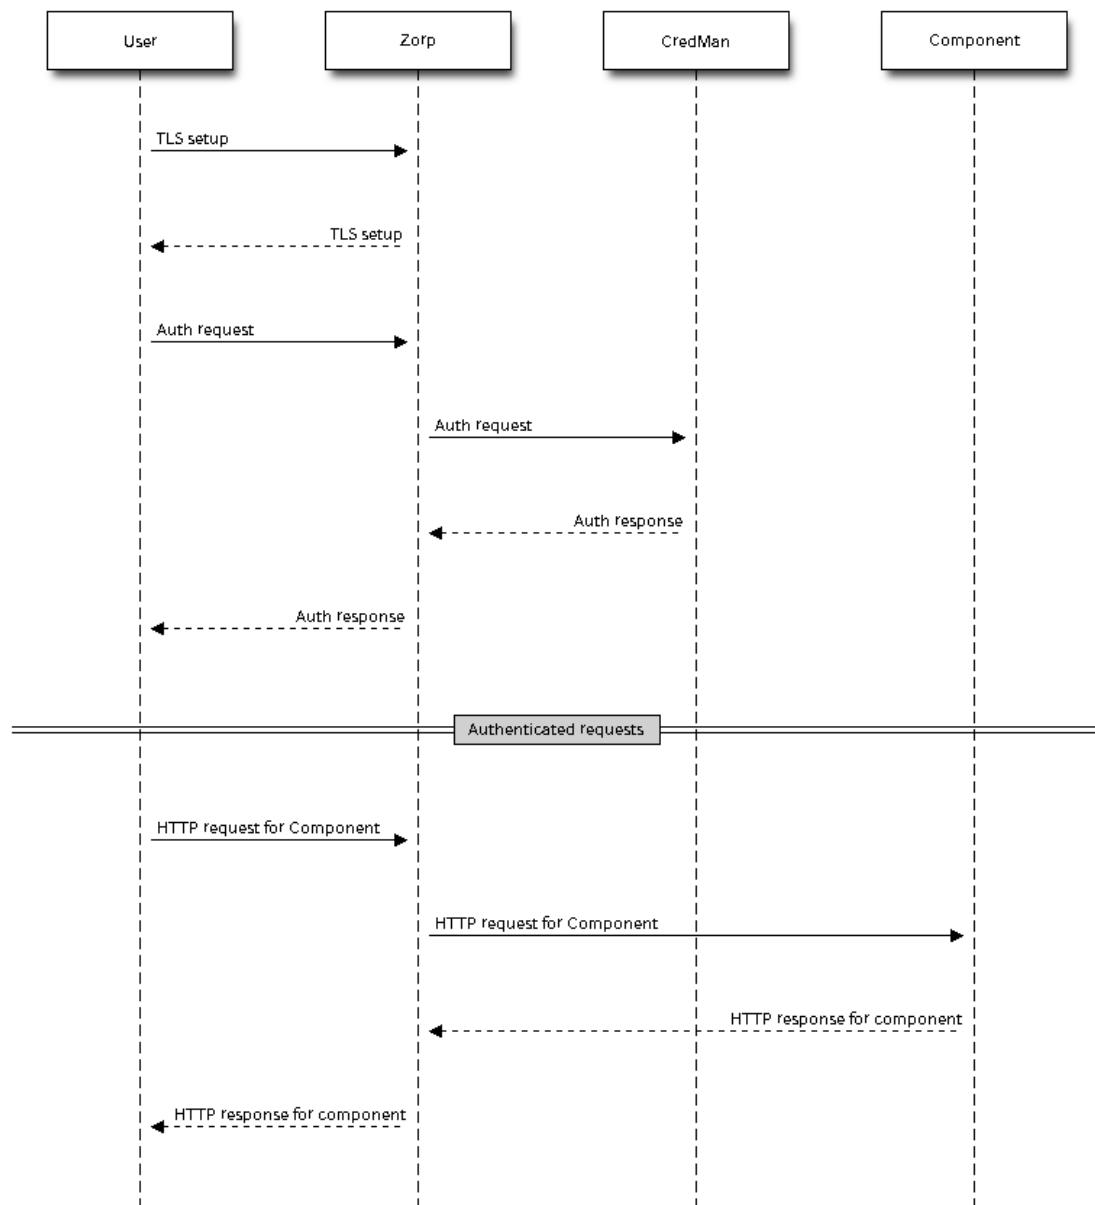 User
Zorp
CredMan
Component
TLS setup
TLS setup
Auth request
Auth request
Auth response
Auth response
Authenticated requests
HTTP request for Component
HTTP request for Component
HTTP response for component
HTTP response for component